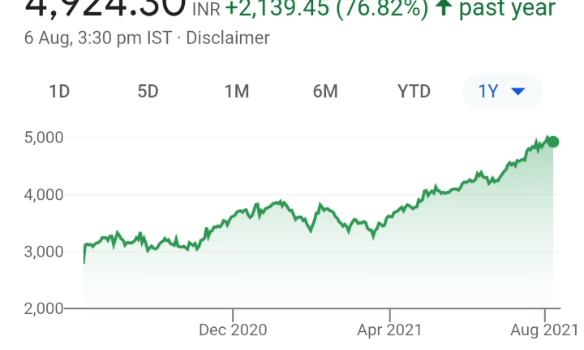 4,924.30 INR +2,139.45 (76.82%) ↑ past year
6 Aug, 3:30 pm IST · Disclaimer
1D 5D 1M 6M YTD 1Y
5,000
4,000
3,000
2,000
Dec 2020 Apr 2021 Aug 2021